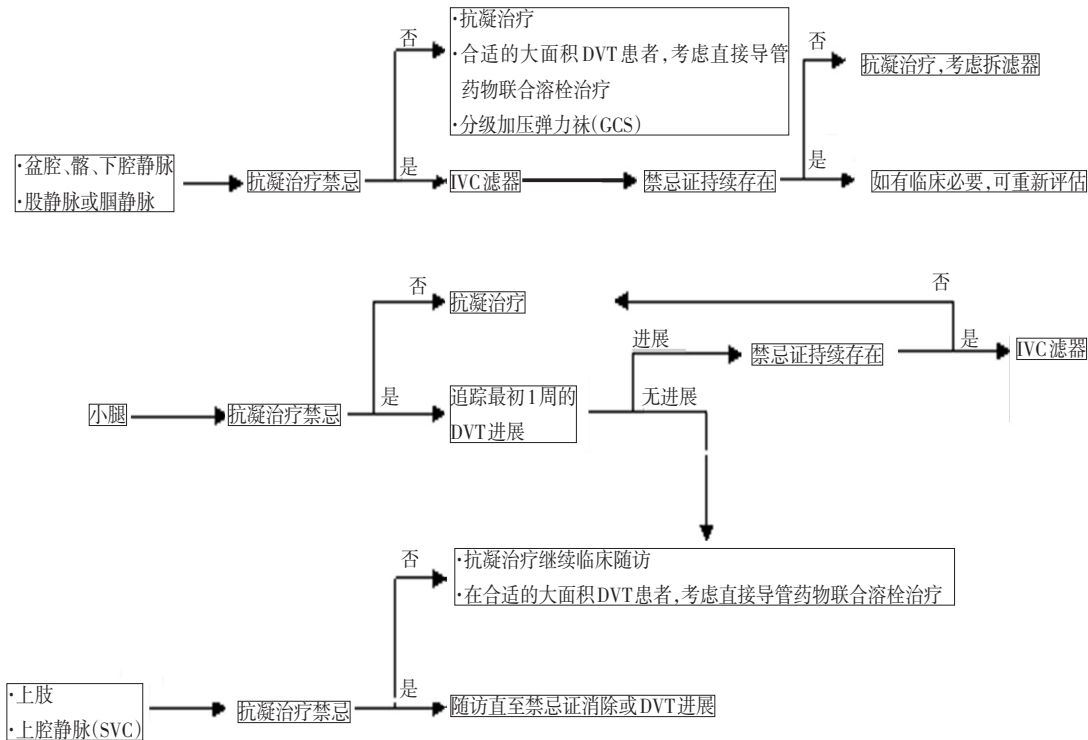 ·抗凝治疗
·合适的大面积DVT患者,考虑直接导管
药物联合溶栓治疗
·分级加压弹力袜(GCS)
否
否
抗凝治疗,考虑拆滤器
·盆腔、髂、下腔静脉
·股静脉或腘静脉
抗凝治疗禁忌
是
IVC滤器
禁忌证持续存在
是
如有临床必要,可重新评估
否
抗凝治疗
否
小腿
抗凝治疗禁忌
是
追踪最初1周的
DVT进展
进展
无进展
禁忌证持续存在
是
IVC滤器
否
·抗凝治疗继续临床随访
·在合适的大面积DVT患者,考虑直接导管药物联合溶栓治疗
·上肢
·上腔静脉(SVC)
抗凝治疗禁忌
是
随访直至禁忌证消除或DVT进展